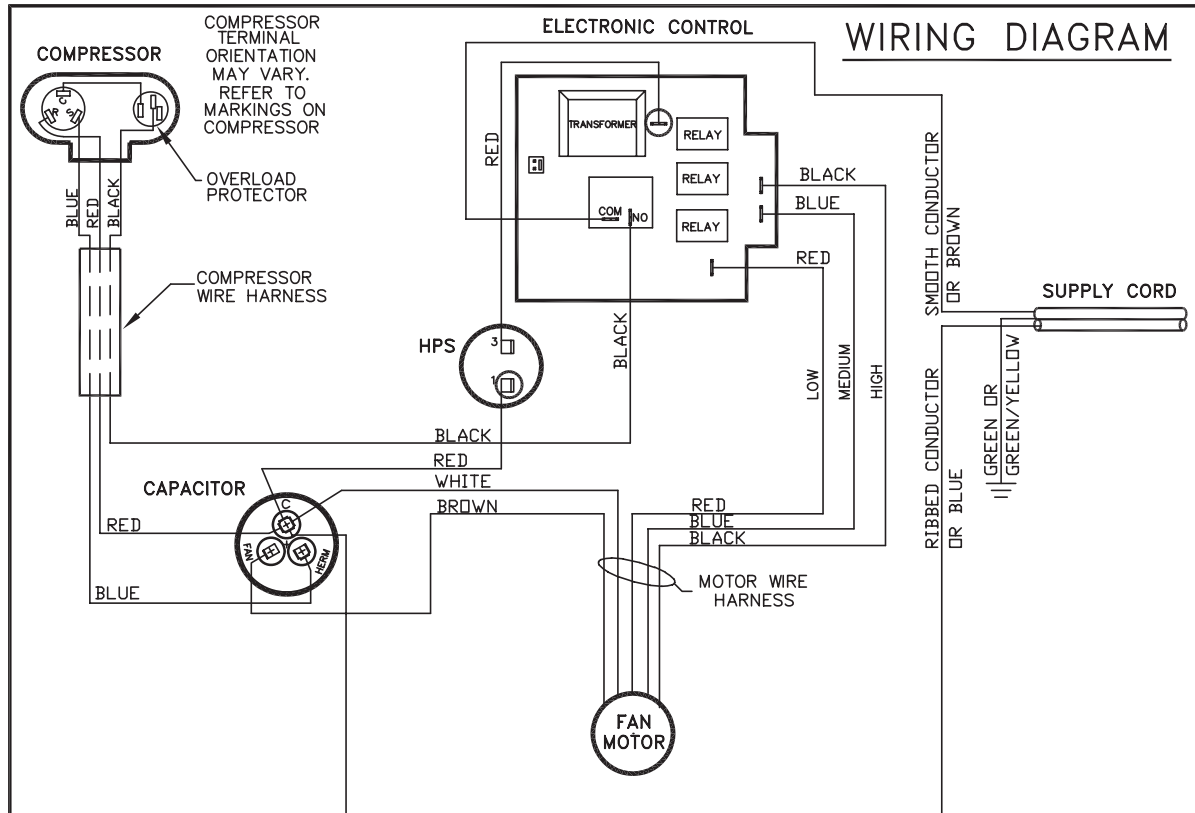 WIRING DIAGRAM
COMPRESSOR
TERMINAL
ORIENTATION
MAY VARY.
REFER TO
MARKINGS ON
COMPRESSOR
ELECTRONIC CONTROL
COMPRESSOR
C
R
S
OVERLOAD
PROTECTOR
BLUE
RED
BLACK
COMPRESSOR
WIRE HARNESS
TRANSFORMER
RELAY
RELAY
RELAY
COM
NO
RED
BLACK
BLUE
RED
BLACK
HPS
3
1
LOW
MEDIUM
HIGH
SMOOTH CONDUCTOR
OR BROWN
SUPPLY CORD
RIBBED CONDUCTOR
OR BLUE
GREEN OR
GREEN/YELLOW
BLACK
RED
WHITE
BROWN
CAPACITOR
C
FAN
HERM
RED
BLUE
RED
BLUE
BLACK
MOTOR WIRE
HARNESS
FAN
MOTOR